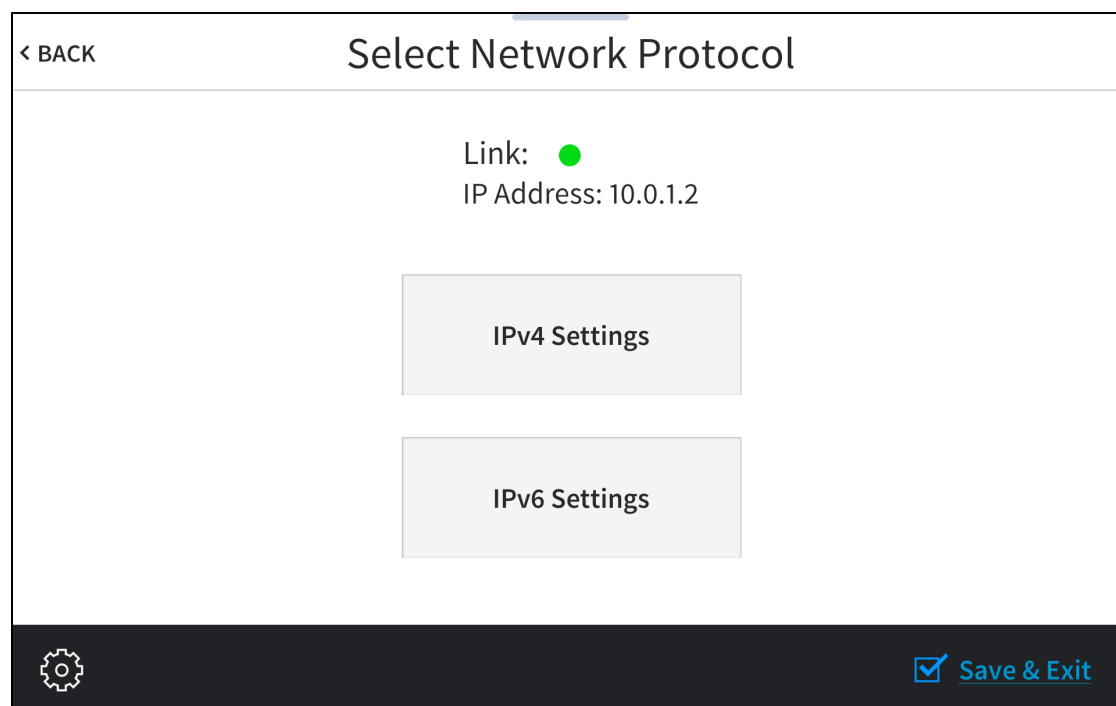 < BACK
Select Network Protocol
Link:
IP Address: 10.0.1.2
IPv4 Settings
IPv6 Settings
Save & Exit